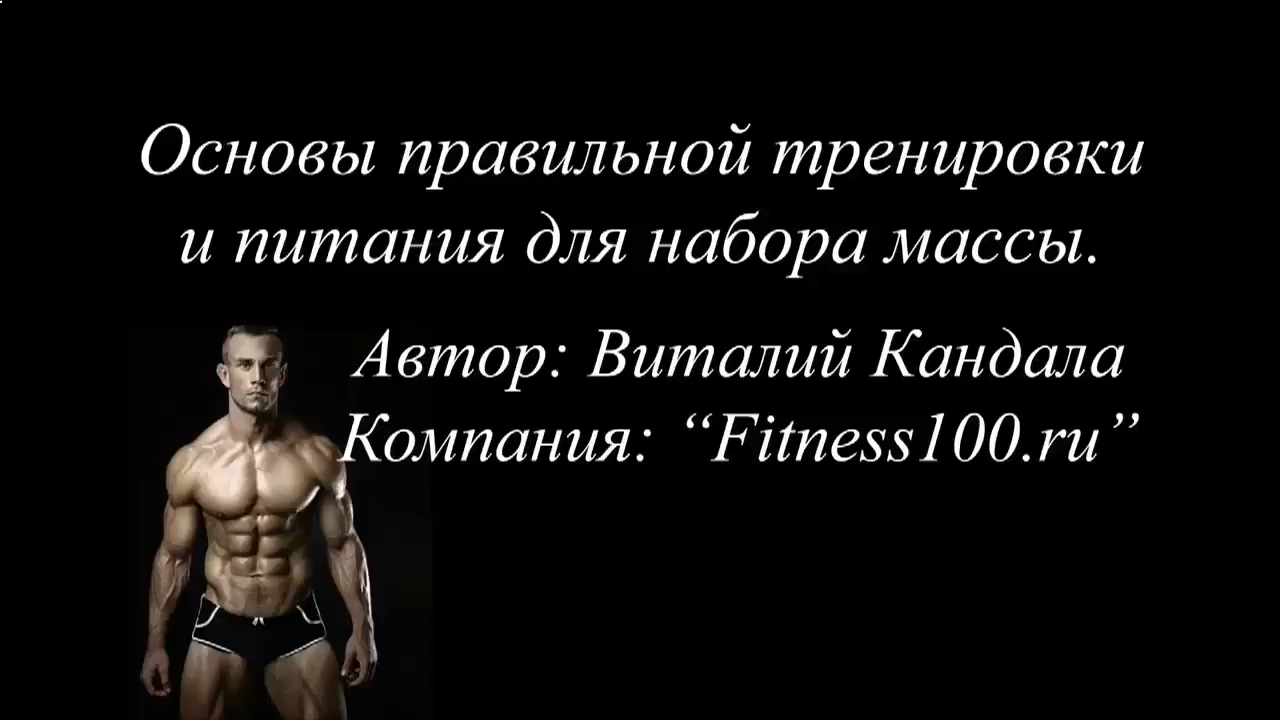 Основы правильной тренировки
и питания для набора массы.
Автор: Виталий Кандала
Компания: “Fitness100.ru”